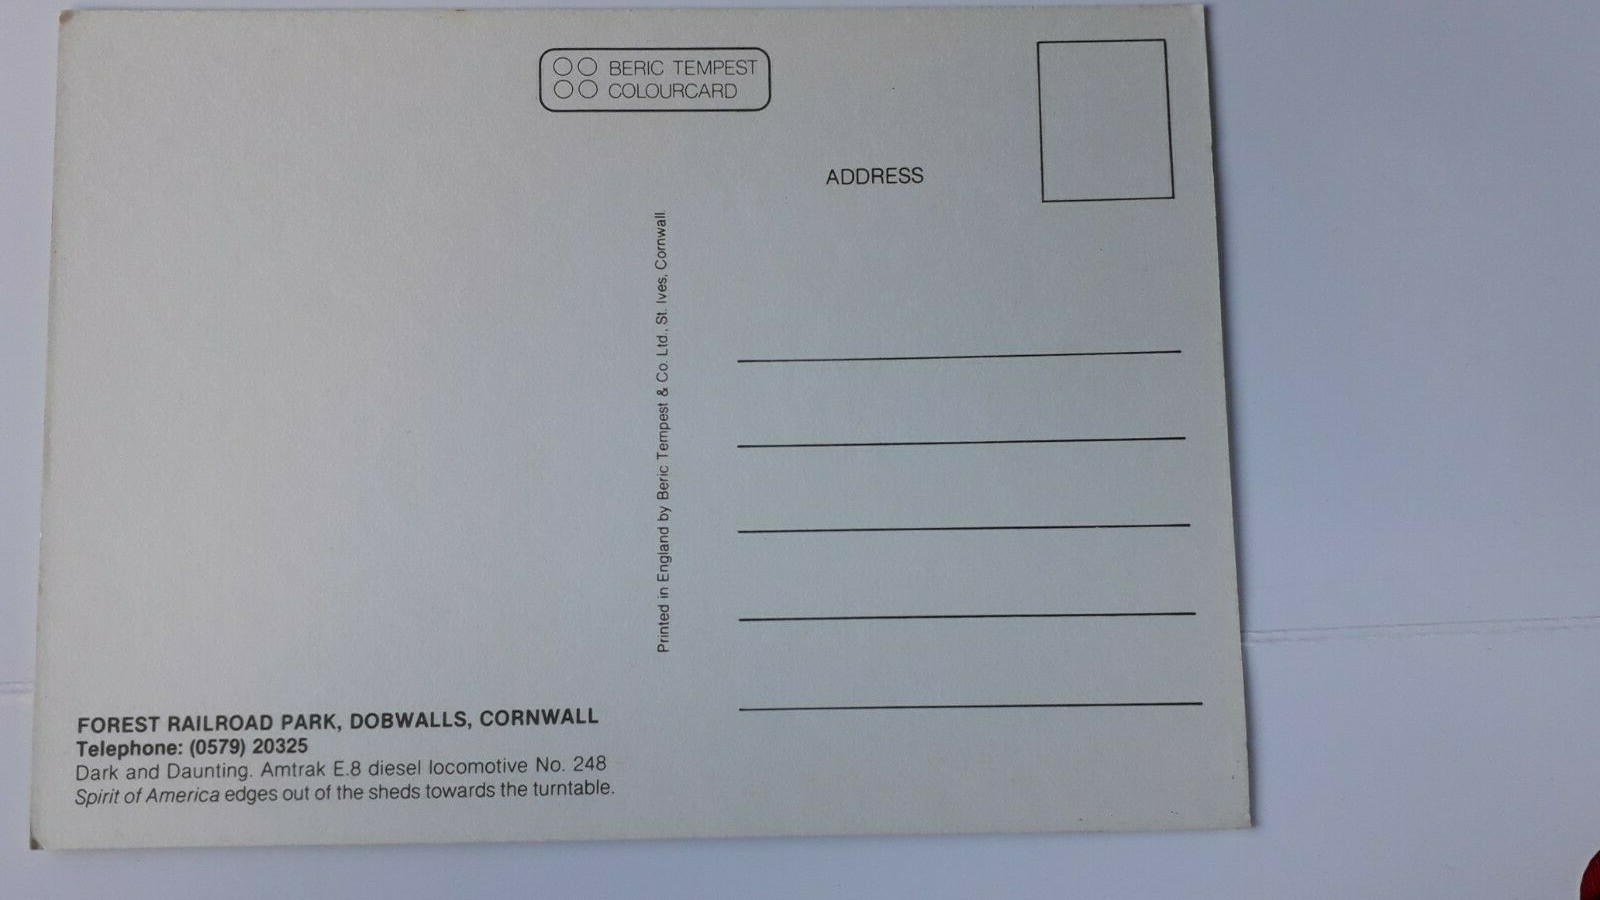 BERIC TEMPEST
COLOURCARD
ADDRESS
Printed in England by Beric Tempest & Co. Ltd., St. Ives, Cornwall
FOREST RAILROAD PARK, DOBWALLS, CORNWALL
Telephone: (0579) 20325
Dark and Daunting. Amtrak E.8 diesel locomotive No. 248
Spirit of America edges out of the sheds towards the turntable.